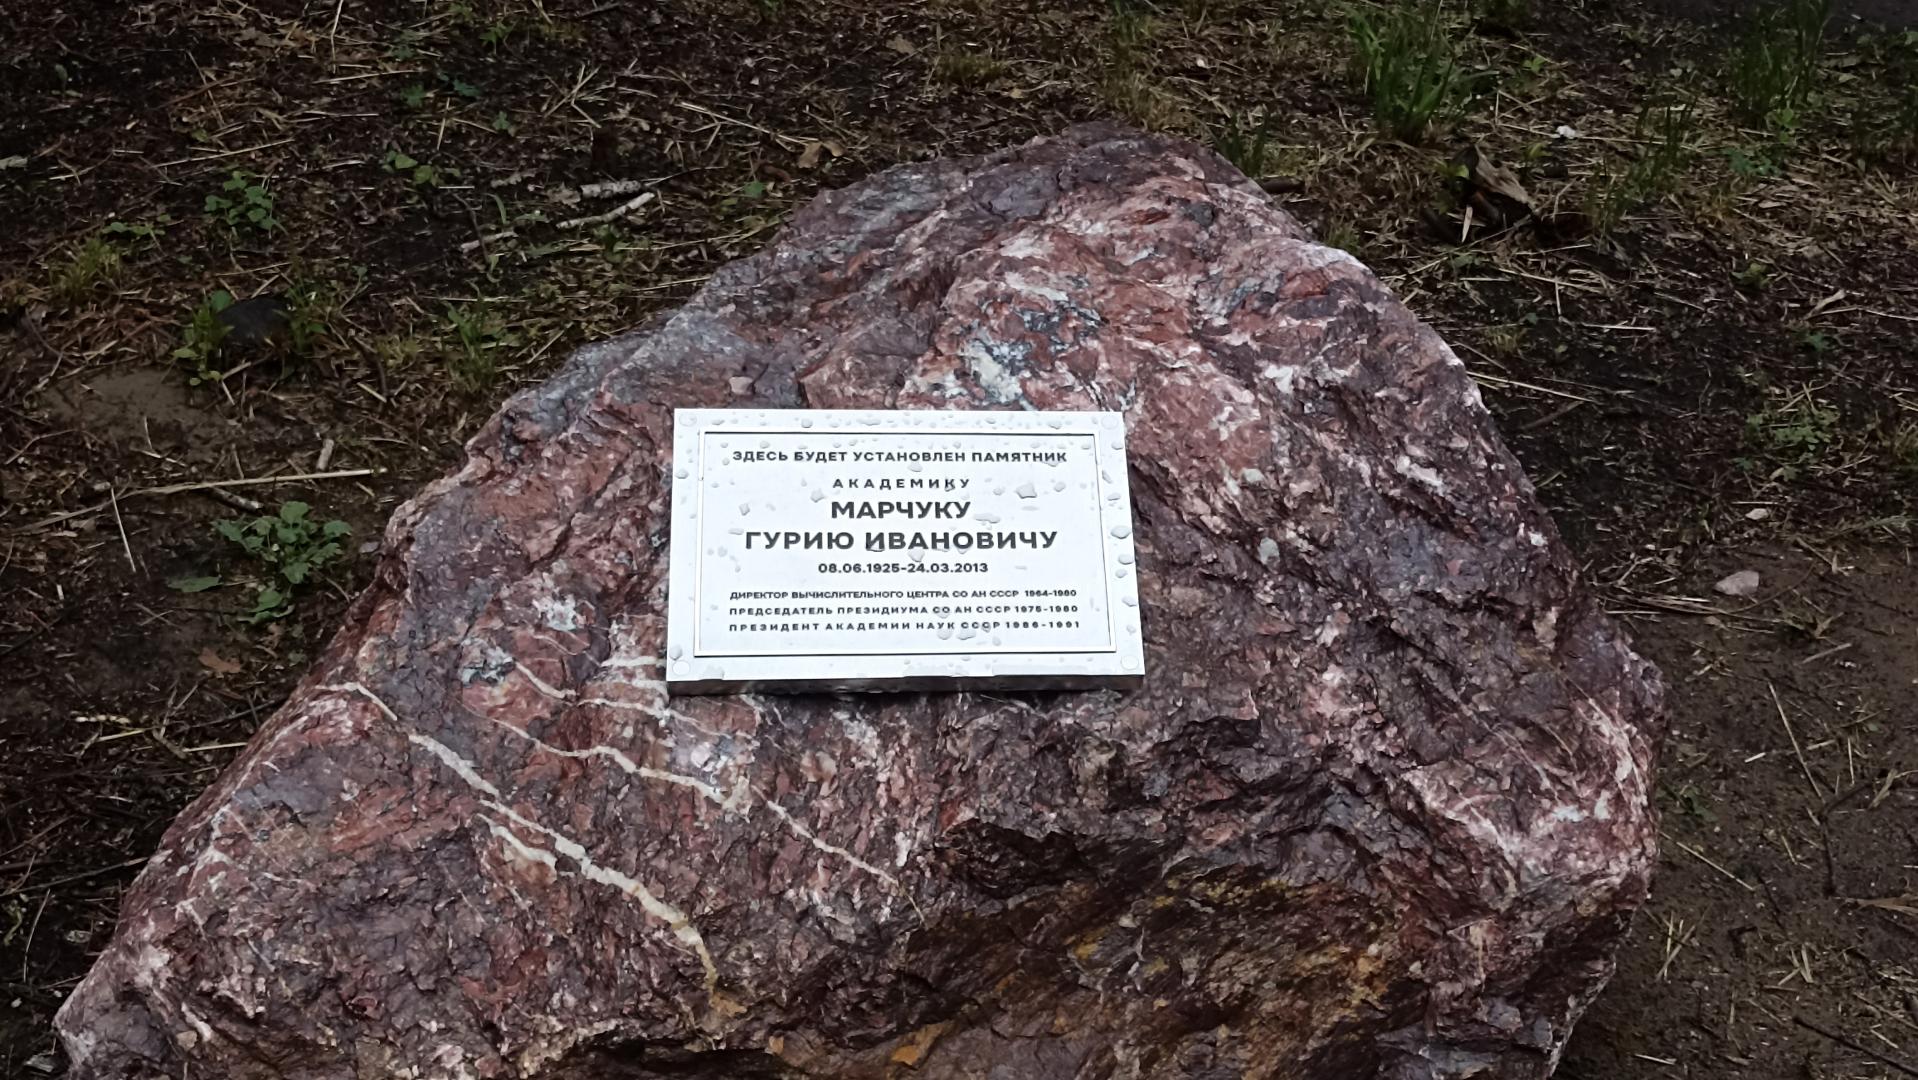 ЗДЕСЬ БУДЕТ УСТАНОВЛЕН ПАМЯТНИК
АКАДЕМИКУ
МАРЧУКУ
ГУРИЮ ИВАНОВИЧУ
08.06.1925-24.03.2013
ДИРЕКТОР ВЫЧИСЛИТЕЛЬНОГО ЦЕНТРА СО АН СССР 1964-1980
ПРЕДСЕДАТЕЛЬ ПРЕЗИДИУМА СО АН СССР 1975-1980
ПРЕЗИДЕНТ АКАДЕМИИ НАУК СССР 1986-1991